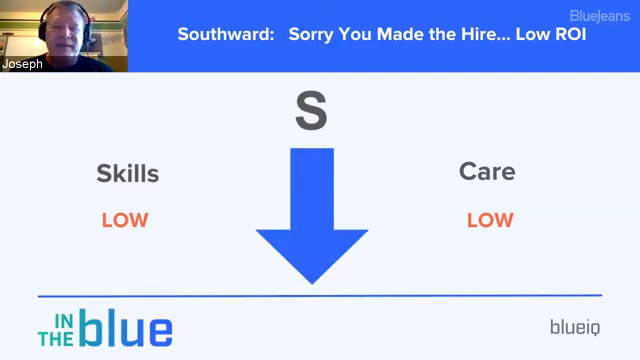 BlueJeans
Southward: Sorry You Made the Hire... Low ROI
Joseph
S
Skills
Care
LOW
LOW
IN THE blue
blueiq